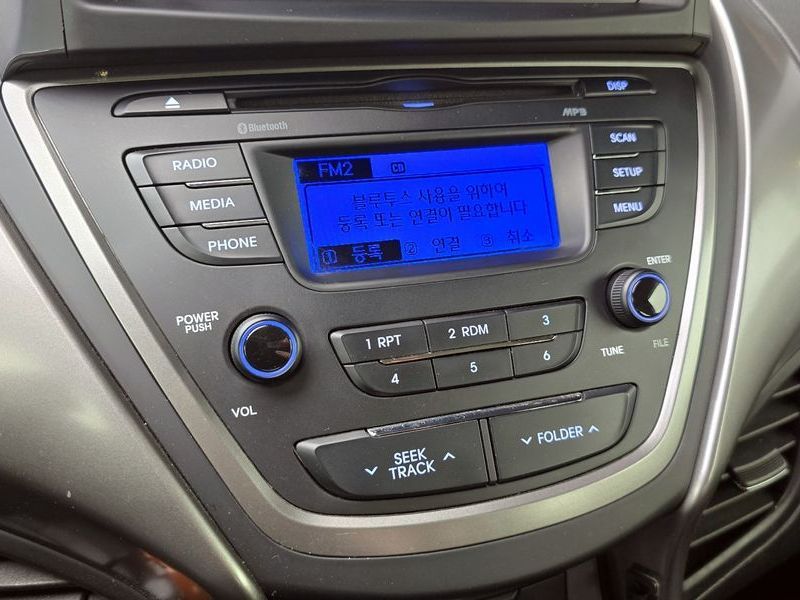 DISP
Bluetooth
MP3
RADIO
MEDIA
PHONE
FM2 CD
블루투스 사용을 위하여
등록 또는 연결이 필요합니다
① 등록 ② 연결 ③ 취소
SCAN
SETUP
MENU
POWER
PUSH
VOL
ENTER
TUNE
FILE
1 RPT
2 RDM
3
4
5
6
SEEK
TRACK
FOLDER